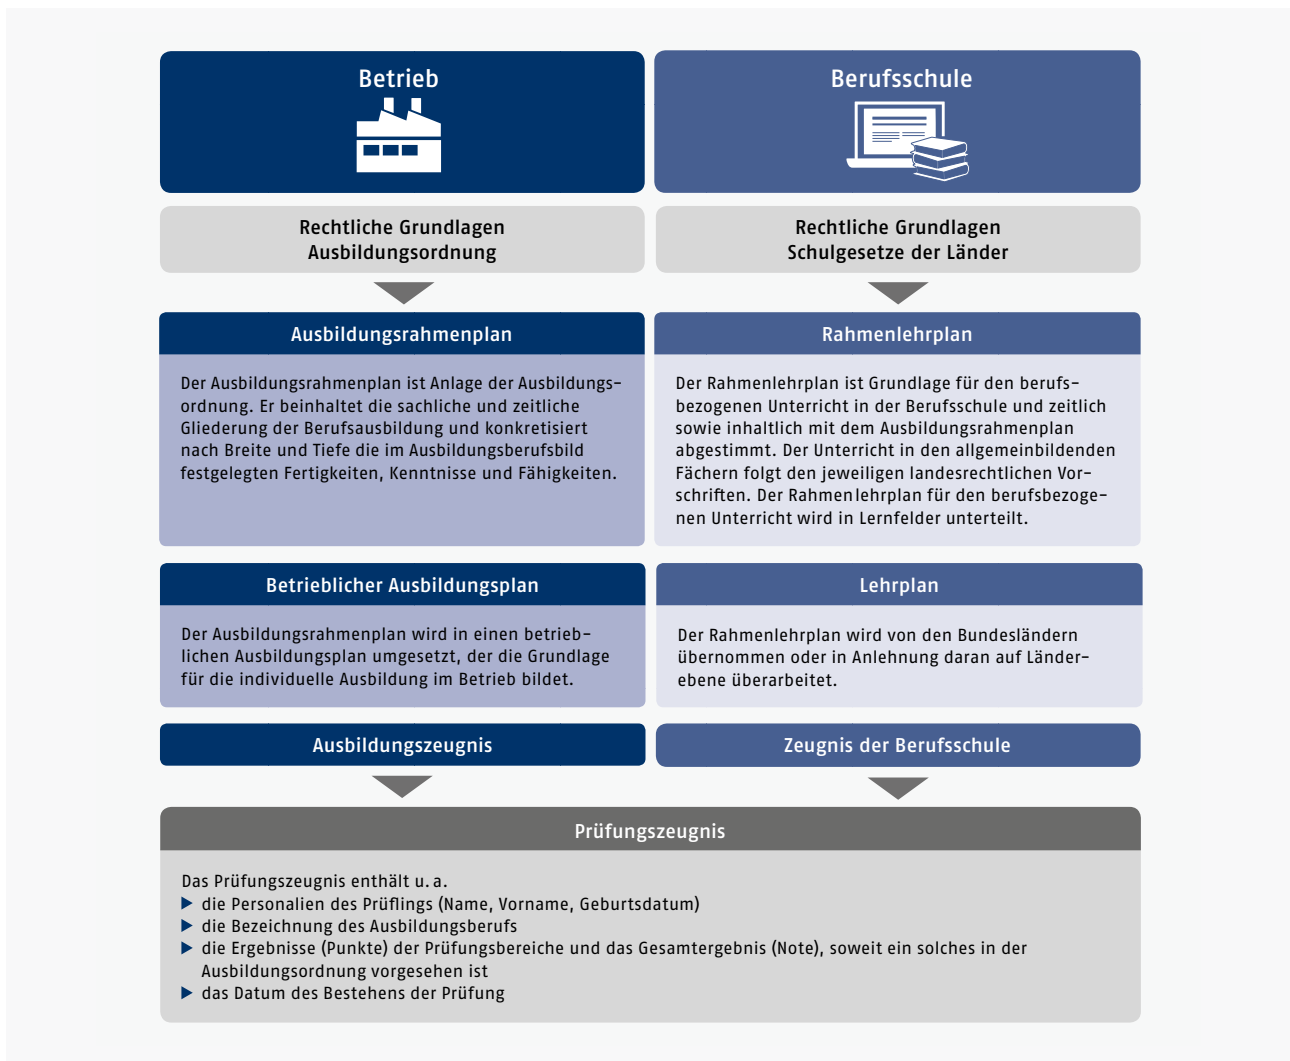 Betrieb
Berufsschule
Rechtliche Grundlagen
Ausbildungsordnung
Rechtliche Grundlagen
Schulgesetze der Länder
Ausbildungsrahmenplan
Der Ausbildungsrahmenplan ist Anlage der Ausbildungs-
ordnung. Er beinhaltet die sachliche und zeitliche
Gliederung der Berufsausbildung und konkretisiert
nach Breite und Tiefe die im Ausbildungsberufsbild
festgelegten Fertigkeiten, Kenntnisse und Fähigkeiten.
Rahmenlehrplan
Der Rahmenlehrplan ist Grundlage für den berufs-
bezogenen Unterricht in der Berufsschule und zeitlich
sowie inhaltlich mit dem Ausbildungsrahmenplan
abgestimmt. Der Unterricht in den allgemeinbildenden
Fächern folgt den jeweiligen landesrechtlichen Vor-
schriften. Der Rahmenlehrplan für den berufsbezoge-
nen Unterricht wird in Lernfelder unterteilt.
Betrieblicher Ausbildungsplan
Der Ausbildungsrahmenplan wird in einen betrieb-
lichen Ausbildungsplan umgesetzt, der die Grundlage
für die individuelle Ausbildung im Betrieb bildet.
Lehrplan
Der Rahmenlehrplan wird von den Bundesländern
übernommen oder in Anlehnung daran auf Länder-
ebene überarbeitet.
Ausbildungszeugnis
Zeugnis der Berufsschule
Prüfungszeugnis
Das Prüfungszeugnis enthält u. a.
▶ die Personalien des Prüflings (Name, Vorname, Geburtsdatum)
▶ die Bezeichnung des Ausbildungsberufs
▶ die Ergebnisse (Punkte) der Prüfungsbereiche und das Gesamtergebnis (Note), soweit ein solches in der
Ausbildungsordnung vorgesehen ist
▶ das Datum des Bestehens der Prüfung